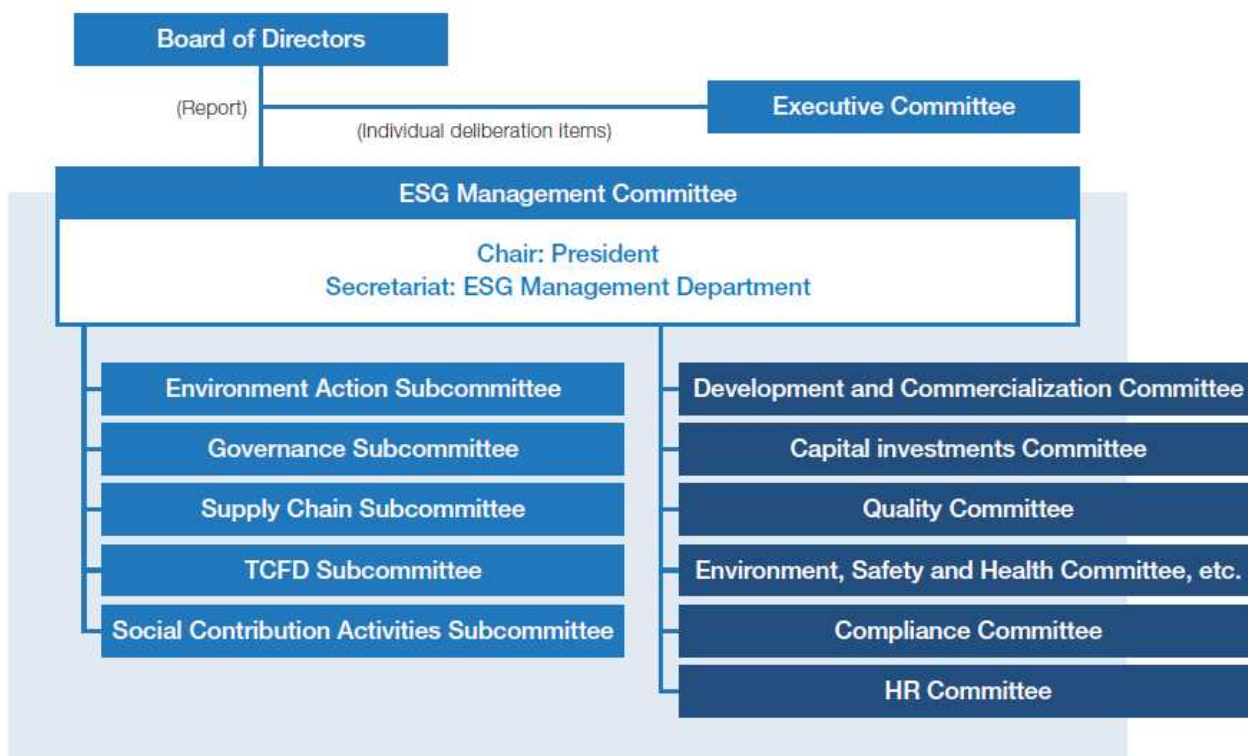 Board of Directors
(Report)
Executive Committee
(Individual deliberation items)
ESG Management Committee
Chair: President
Secretariat: ESG Management Department
Environment Action Subcommittee
Governance Subcommittee
Supply Chain Subcommittee
TCFD Subcommittee
Social Contribution Activities Subcommittee
Development and Commercialization Committee
Capital investments Committee
Quality Committee
Environment, Safety and Health Committee, etc.
Compliance Committee
HR Committee